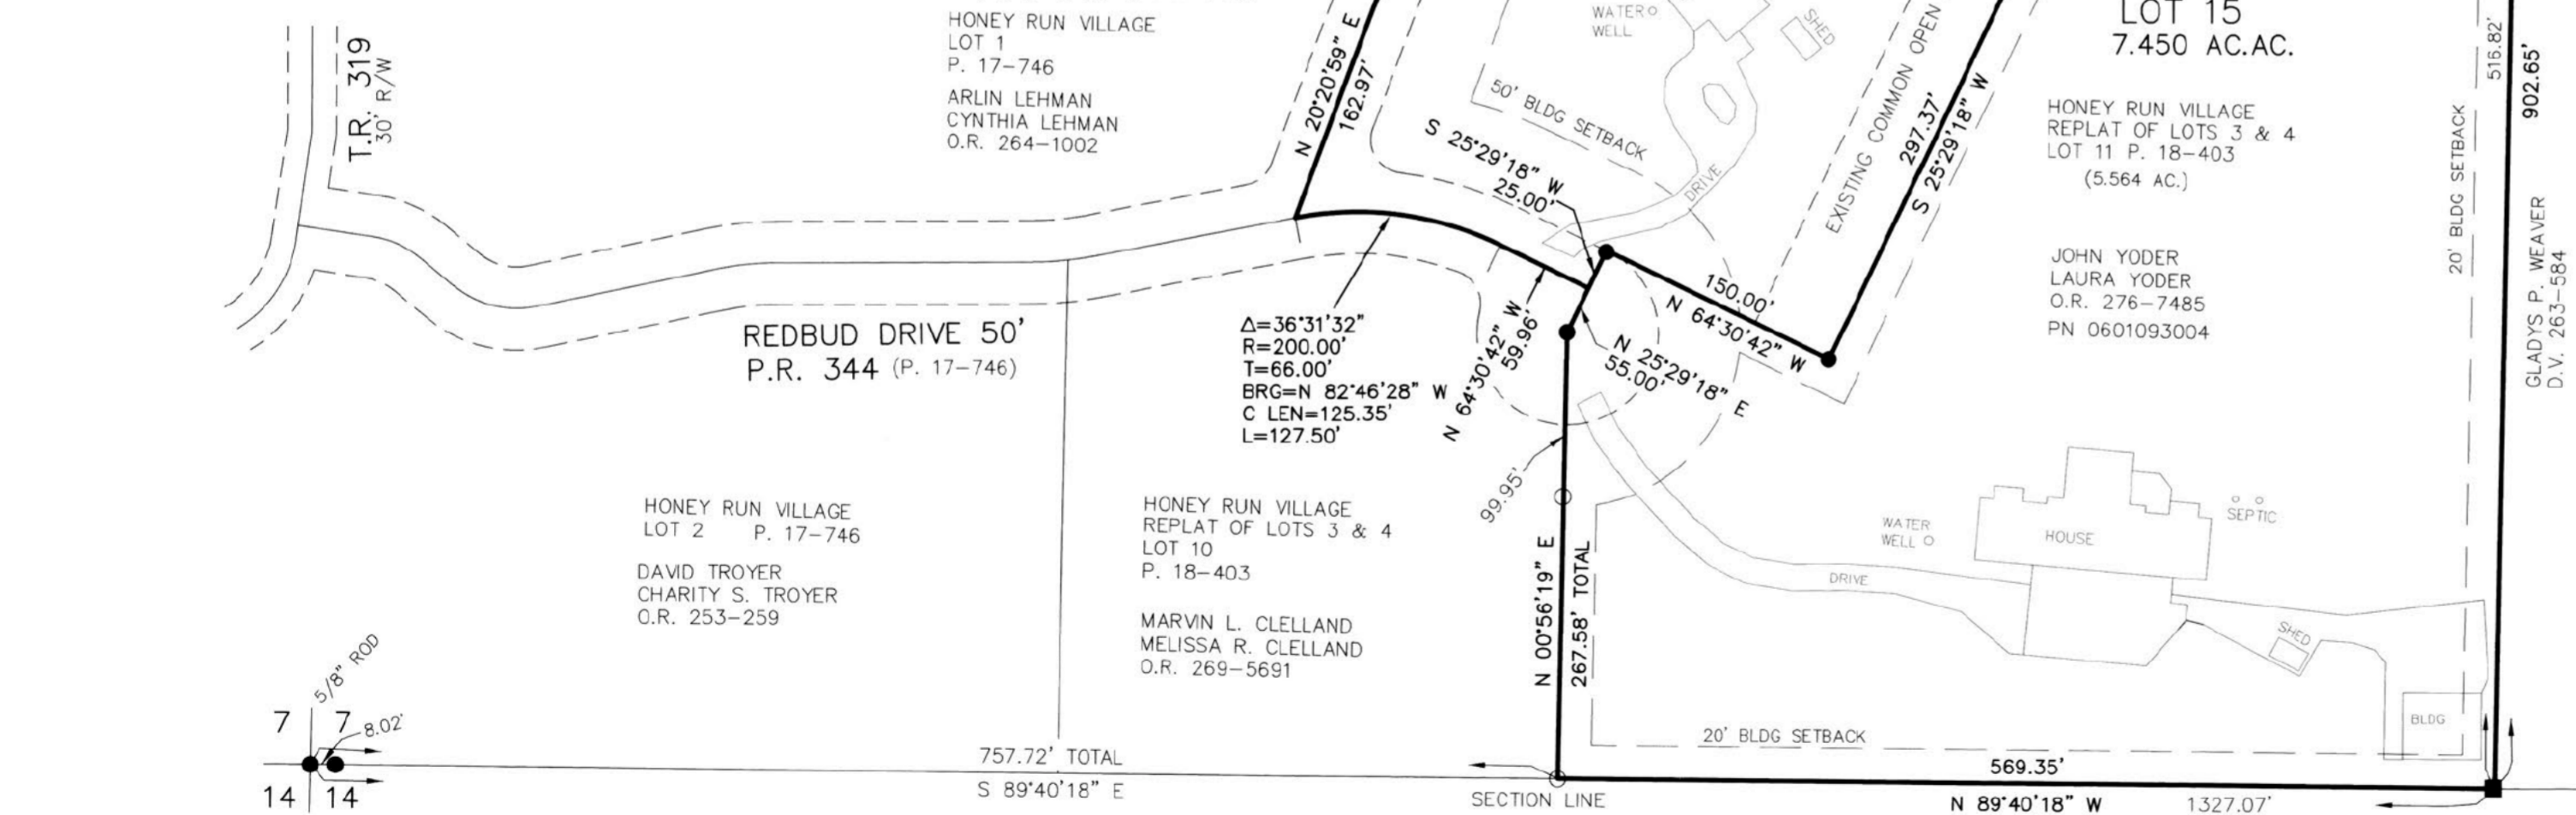 T.R. 319
30' R/W
HONEY RUN VILLAGE
LOT 1
P. 17-746
ARLIN LEHMAN
CYNTHIA LEHMAN
O.R. 264-1002
N 20°20'59" E
162.97'
WATER
WELL
SHED
50' BLDG SETBACK
S 25°29'18" W
25.00'
DRIVE
EXISTING COMMON OPEN
297.37'
S 25°29'18" W
LOT 15
7.450 AC.AC.
HONEY RUN VILLAGE
REPLAT OF LOTS 3 & 4
LOT 11 P. 18-403
(5.564 AC.)
JOHN YODER
LAURA YODER
O.R. 276-7485
PN 0601093004
20' BLDG SETBACK
516.82'
902.65'
GLADYS P. WEAVER
D.V. 263-584
REDBUD DRIVE 50'
P.R. 344 (P. 17-746)
Δ=36°31'32"
R=200.00'
T=66.00'
BRG=N 82°46'28" W
C LEN=125.35'
L=127.50'
N 64°30'42" W
59.96'
150.00'
N 64°30'42" W
N 25°29'18" E
55.00'
99.95'
HONEY RUN VILLAGE
LOT 2 P. 17-746
DAVID TROYER
CHARITY S. TROYER
O.R. 253-259
HONEY RUN VILLAGE
REPLAT OF LOTS 3 & 4
LOT 10
P. 18-403
MARVIN L. CLELLAND
MELISSA R. CLELLAND
O.R. 269-5691
N 00°56'19" E
267.58' TOTAL
WATER
WELL
HOUSE
SEPTIC
DRIVE
SHED
BLDG
20' BLDG SETBACK
5/8" ROD
7 7
8.02'
14 14
757.72' TOTAL
S 89°40'18" E
SECTION LINE
569.35'
N 89°40'18" W 1327.07'